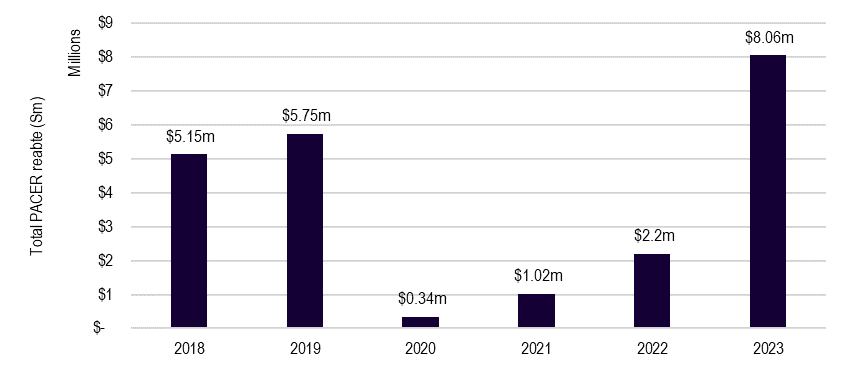 Total PACER reabte (Sm)
Millions
$9
$8
$7
$6
$5
$4
$3
$2
$1
$-
$5.15m
$5.75m
$0.34m
$1.02m
$2.2m
$8.06m
2018
2019
2020
2021
2022
2023